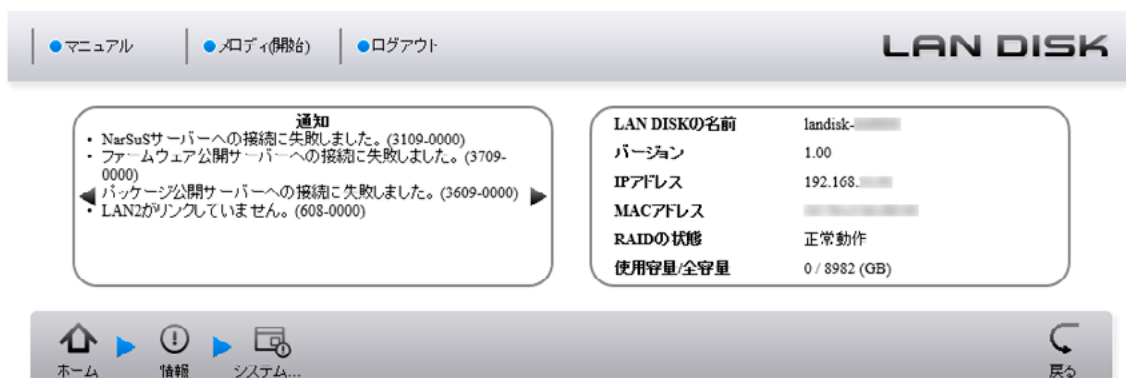 マニュアル
メロディ(開始)
ログアウト
LAN DISK
通知
・ NarSuSサーバーへの接続に失敗しました。(3109-0000)
・ ファームウェア公開サーバーへの接続に失敗しました。(3709-
0000)
・ パッケージ公開サーバーへの接続に失敗しました。(3609-0000)
・ LAN2がリンクしていません。(608-0000)
LAN DISKの名前 landisk-
バージョン 1.00
IPアドレス 192.168.
MACアドレス
RAIDの状態 正常動作
使用容量/全容量 0 / 8982 (GB)
ホーム 情報 システム... 戻る